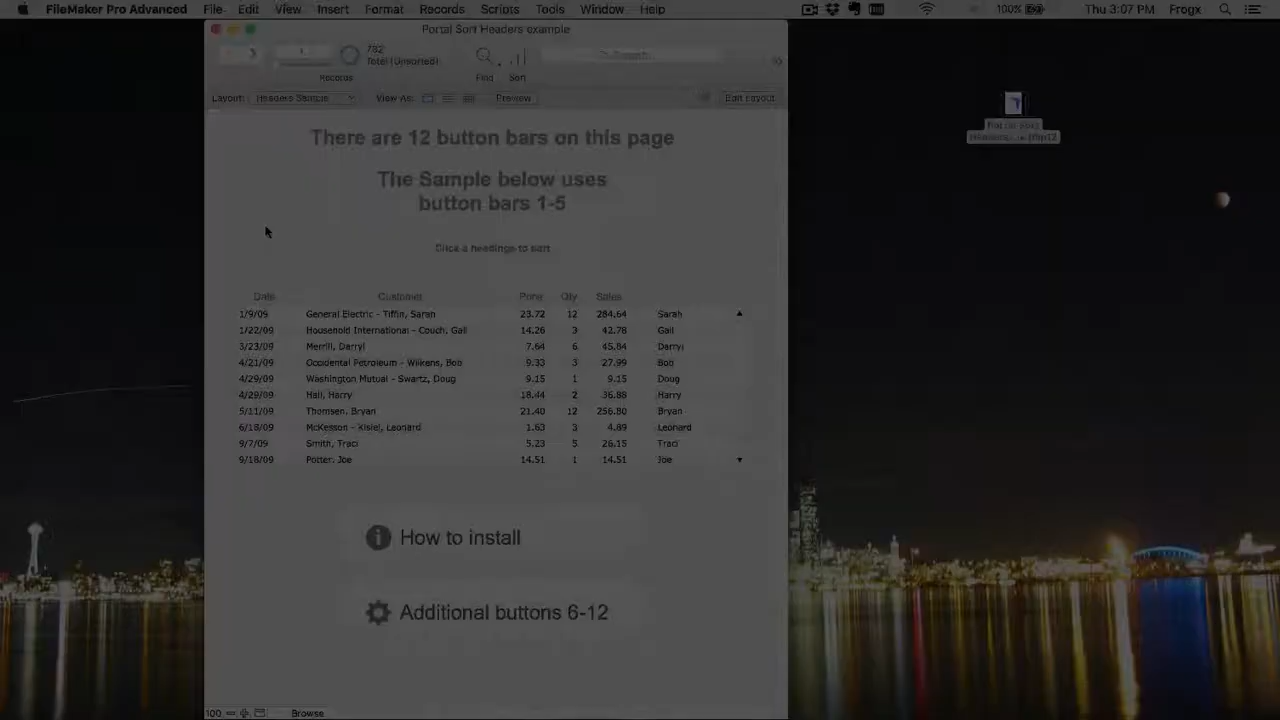 FileMaker Pro Advanced File Edit View Insert Format Records Scripts Tools Window Help 100% Thu 3:07 PM Frogx
Portal Sort Headers example
1
782
Total (Unsorted)
Records Find Sort
Layout: Headers Sample View As: Preview Edit Layout
There are 12 button bars on this page
The Sample below uses
button bars 1-5
Click a headings to sort
Date Customer Price Qty Sales
1/9/09 General Electric - Tiffin, Sarah 23.72 12 284.64 Sarah
1/22/09 Household International - Couch, Gail 14.26 3 42.78 Gail
3/23/09 Merrill, Darryl 7.64 6 45.84 Darryl
4/21/09 Occidental Petroleum - Wilkens, Bob 9.33 3 27.99 Bob
4/29/09 Washington Mutual - Swartz, Doug 9.15 1 9.15 Doug
4/29/09 Hall, Harry 18.44 2 36.88 Harry
5/11/09 Thomsen, Bryan 21.40 12 256.80 Bryan
6/18/09 McKesson - Kisiel, Leonard 1.63 3 4.89 Leonard
9/7/09 Smith, Traci 5.23 5 26.15 Traci
9/18/09 Potter, Joe 14.51 1 14.51 Joe
How to install
Additional buttons 6-12
100 Browse